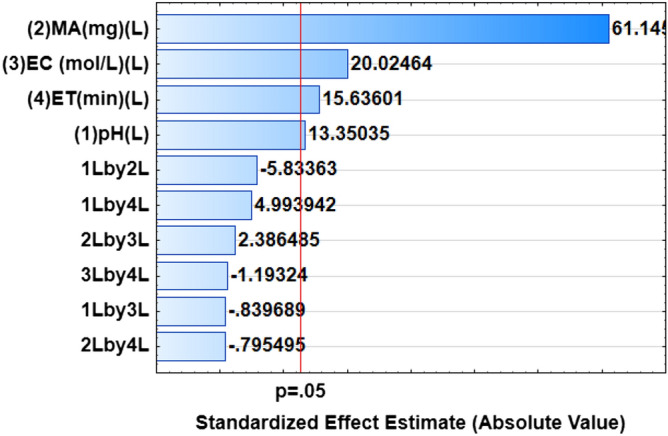 (2)MA(mg)(L) 61.145
(3)EC (mol/L)(L) 20.02464
(4)ET(min)(L) 15.63601
(1)pH(L) 13.35035
1Lby2L -5.83363
1Lby4L 4.993942
2Lby3L 2.386485
3Lby4L -1.19324
1Lby3L -.839689
2Lby4L -.795495
p=.05
Standardized Effect Estimate (Absolute Value)